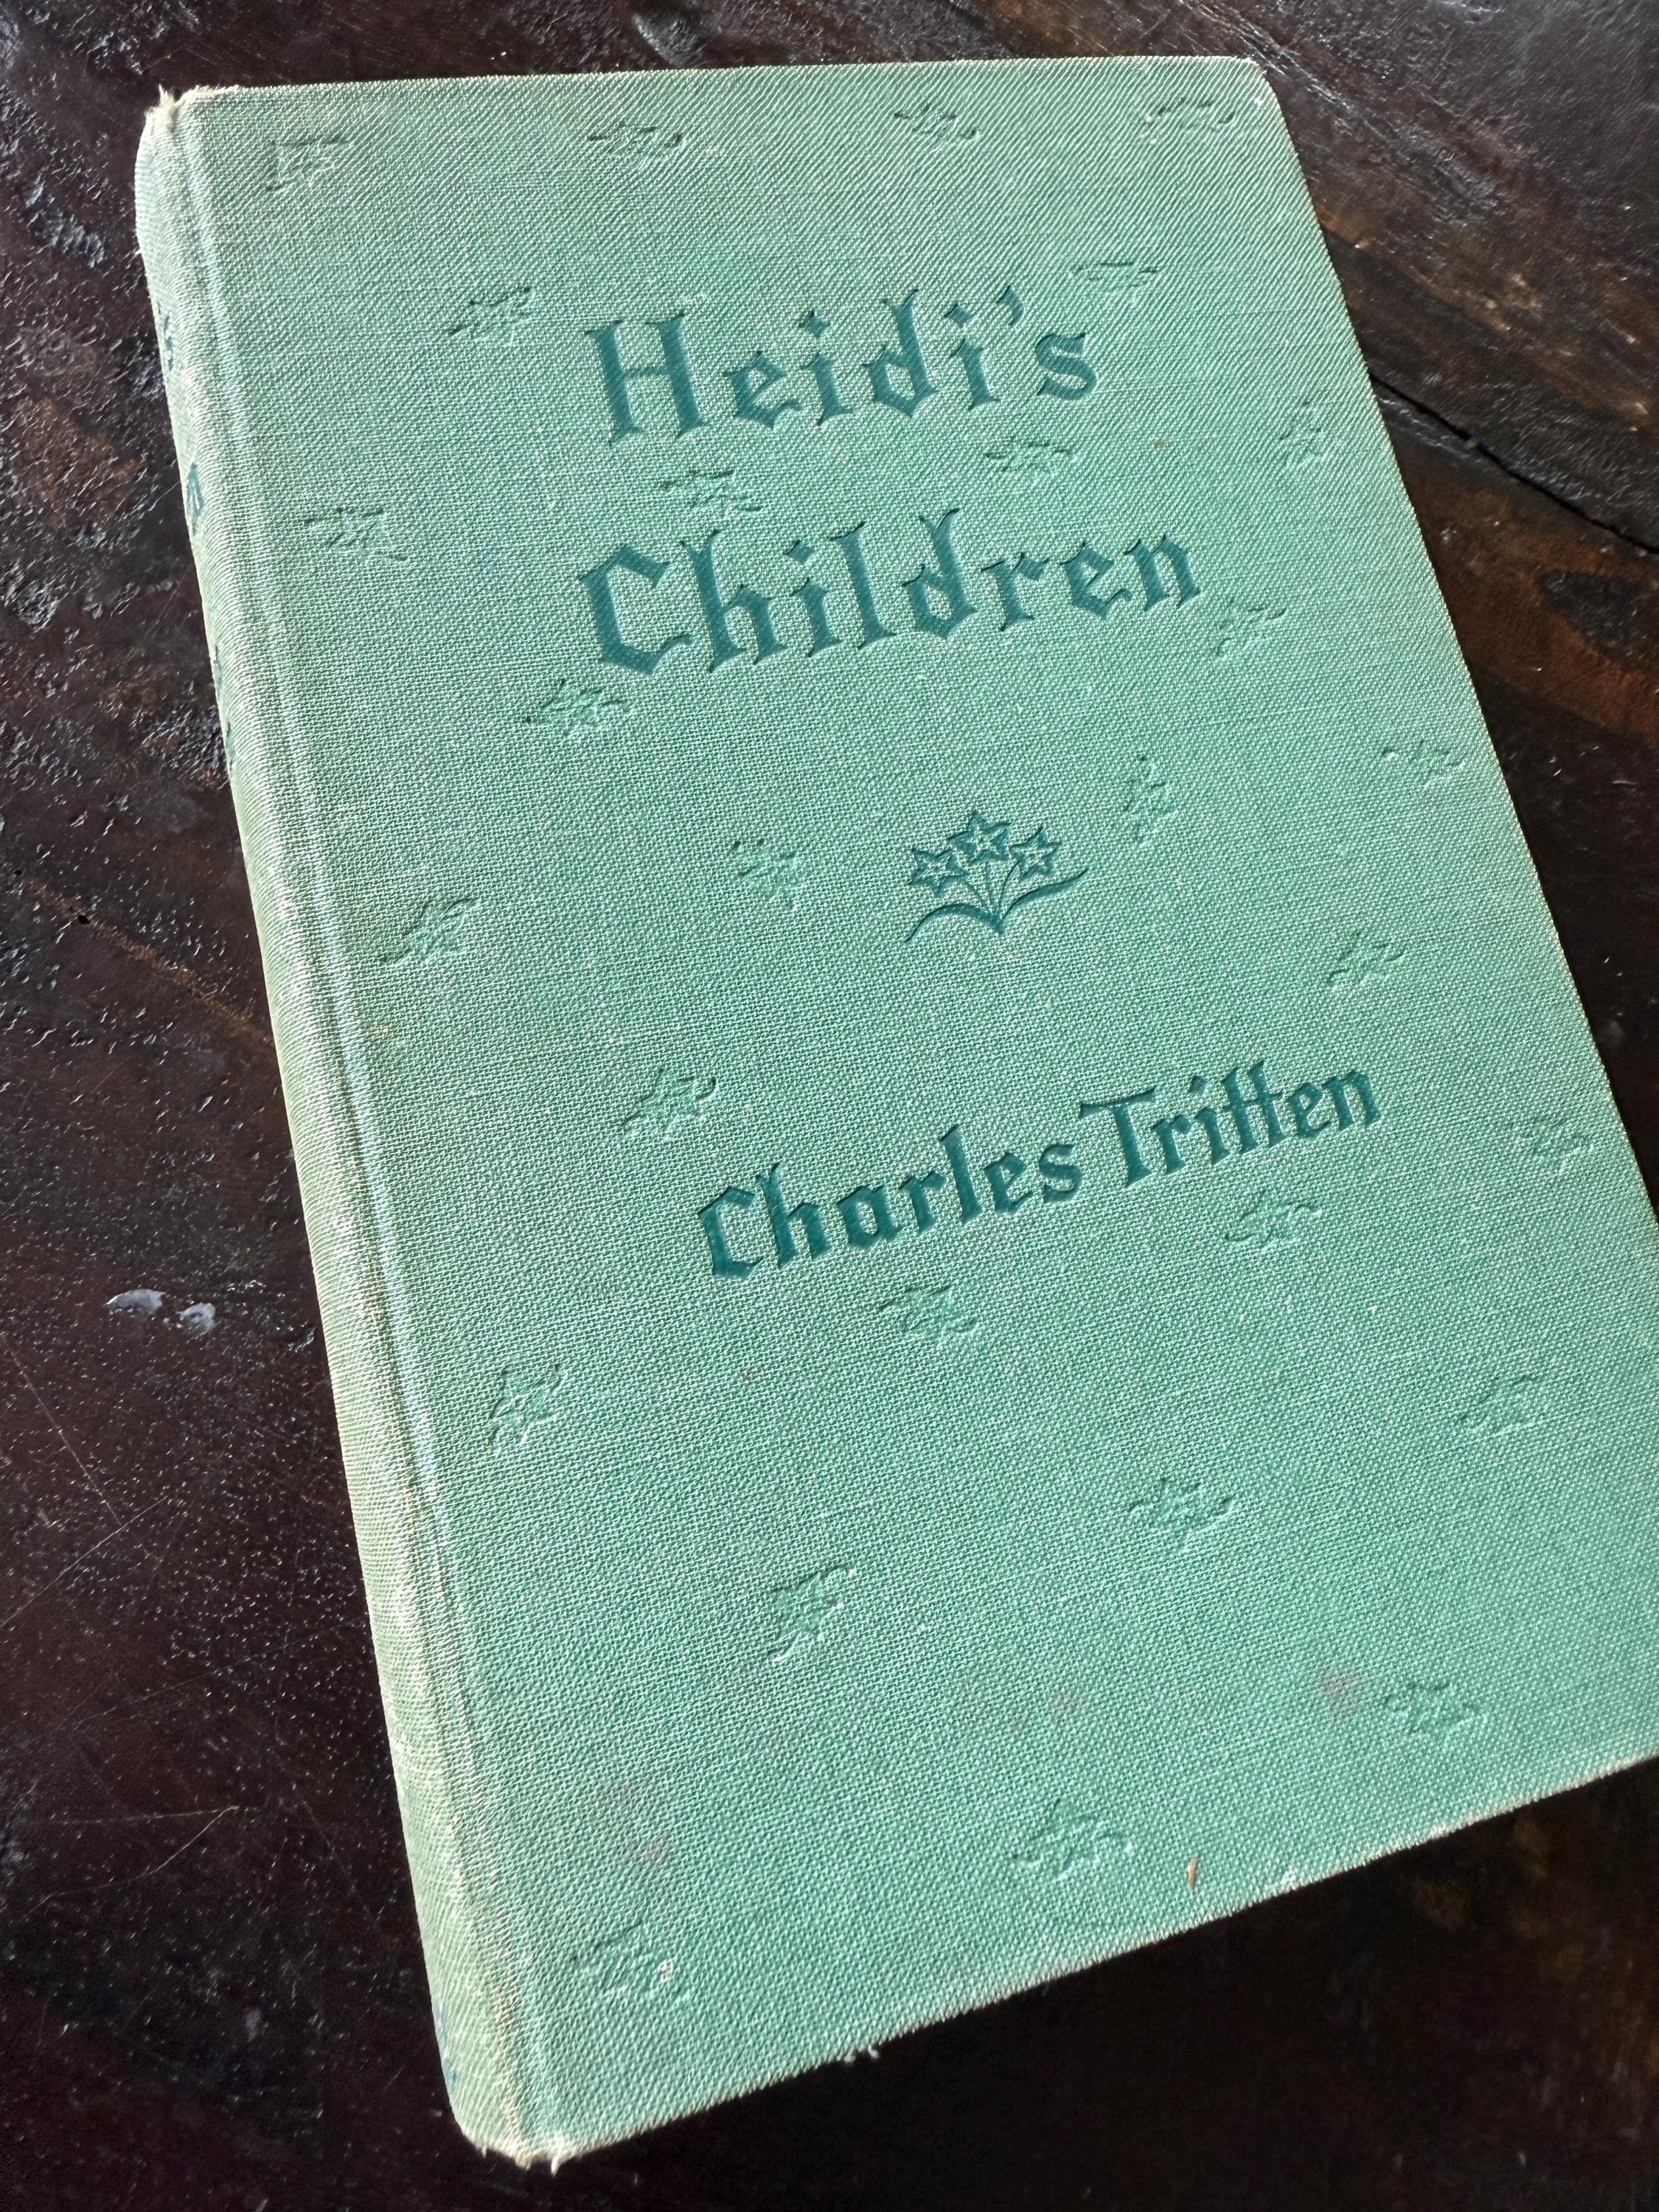 Heidi's
Children
Charles Tritten